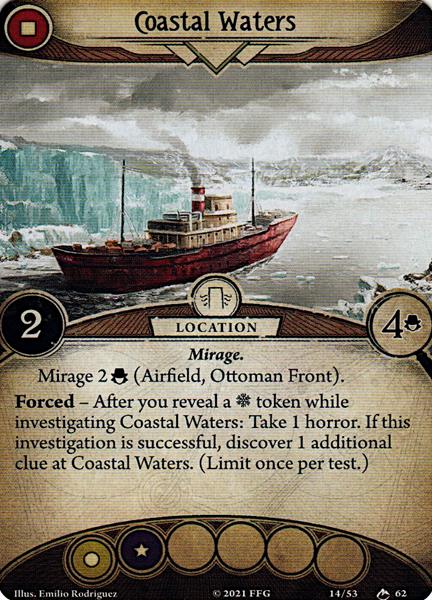 Coastal Waters
2
LOCATION
4
Mirage.
Mirage 2 (Airfield, Ottoman Front).
Forced – After you reveal a token while
investigating Coastal Waters: Take 1 horror. If this
investigation is successful, discover 1 additional
clue at Coastal Waters. (Limit once per test.)
Illus. Emilio Rodriguez © 2021 FFG 14/53 62